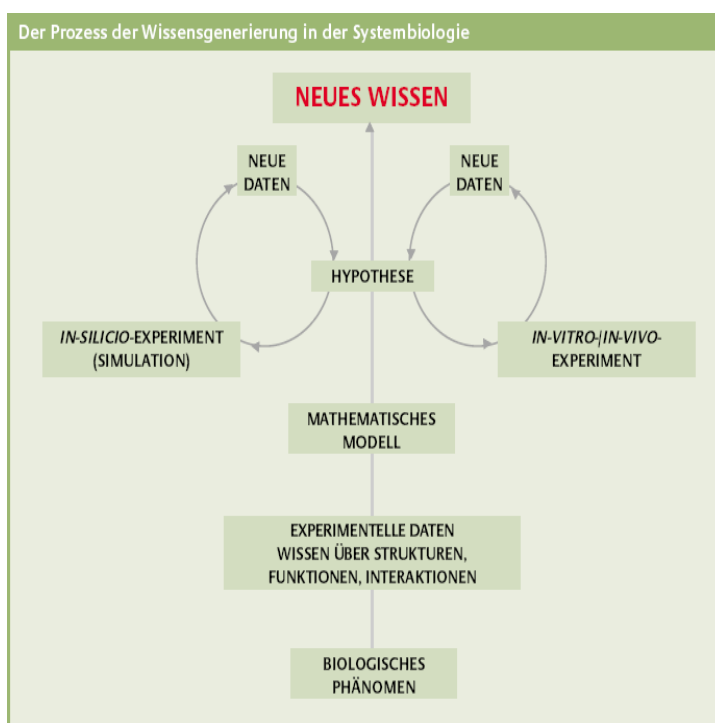 Der Prozess der Wissensgenerierung in der Systembiologie
NEUES WISSEN
NEUE
DATEN
NEUE
DATEN
HYPOTHESE
IN-SILICIO-EXPERIMENT
(SIMULATION)
IN-VITRO-/IN-VIVO-
EXPERIMENT
MATHEMATISCHES
MODELL
EXPERIMENTELLE DATEN
WISSEN ÜBER STRUKTUREN,
FUNKTIONEN, INTERAKTIONEN
BIOLOGISCHES
PHÄNOMEN